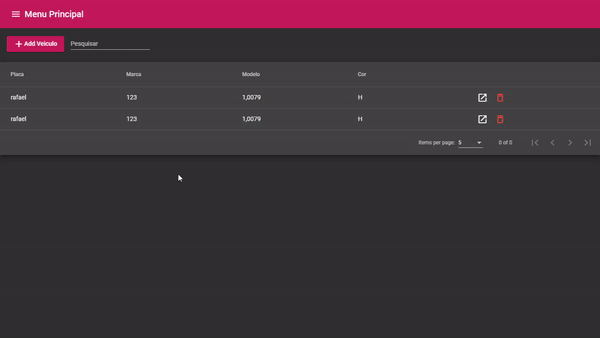 Menu Principal
Add Veiculo
Pesquisar
Placa Marca Modelo Cor
rafael 123 1,0079 H
rafael 123 1,0079 H
Items per page: 5 0 of 0